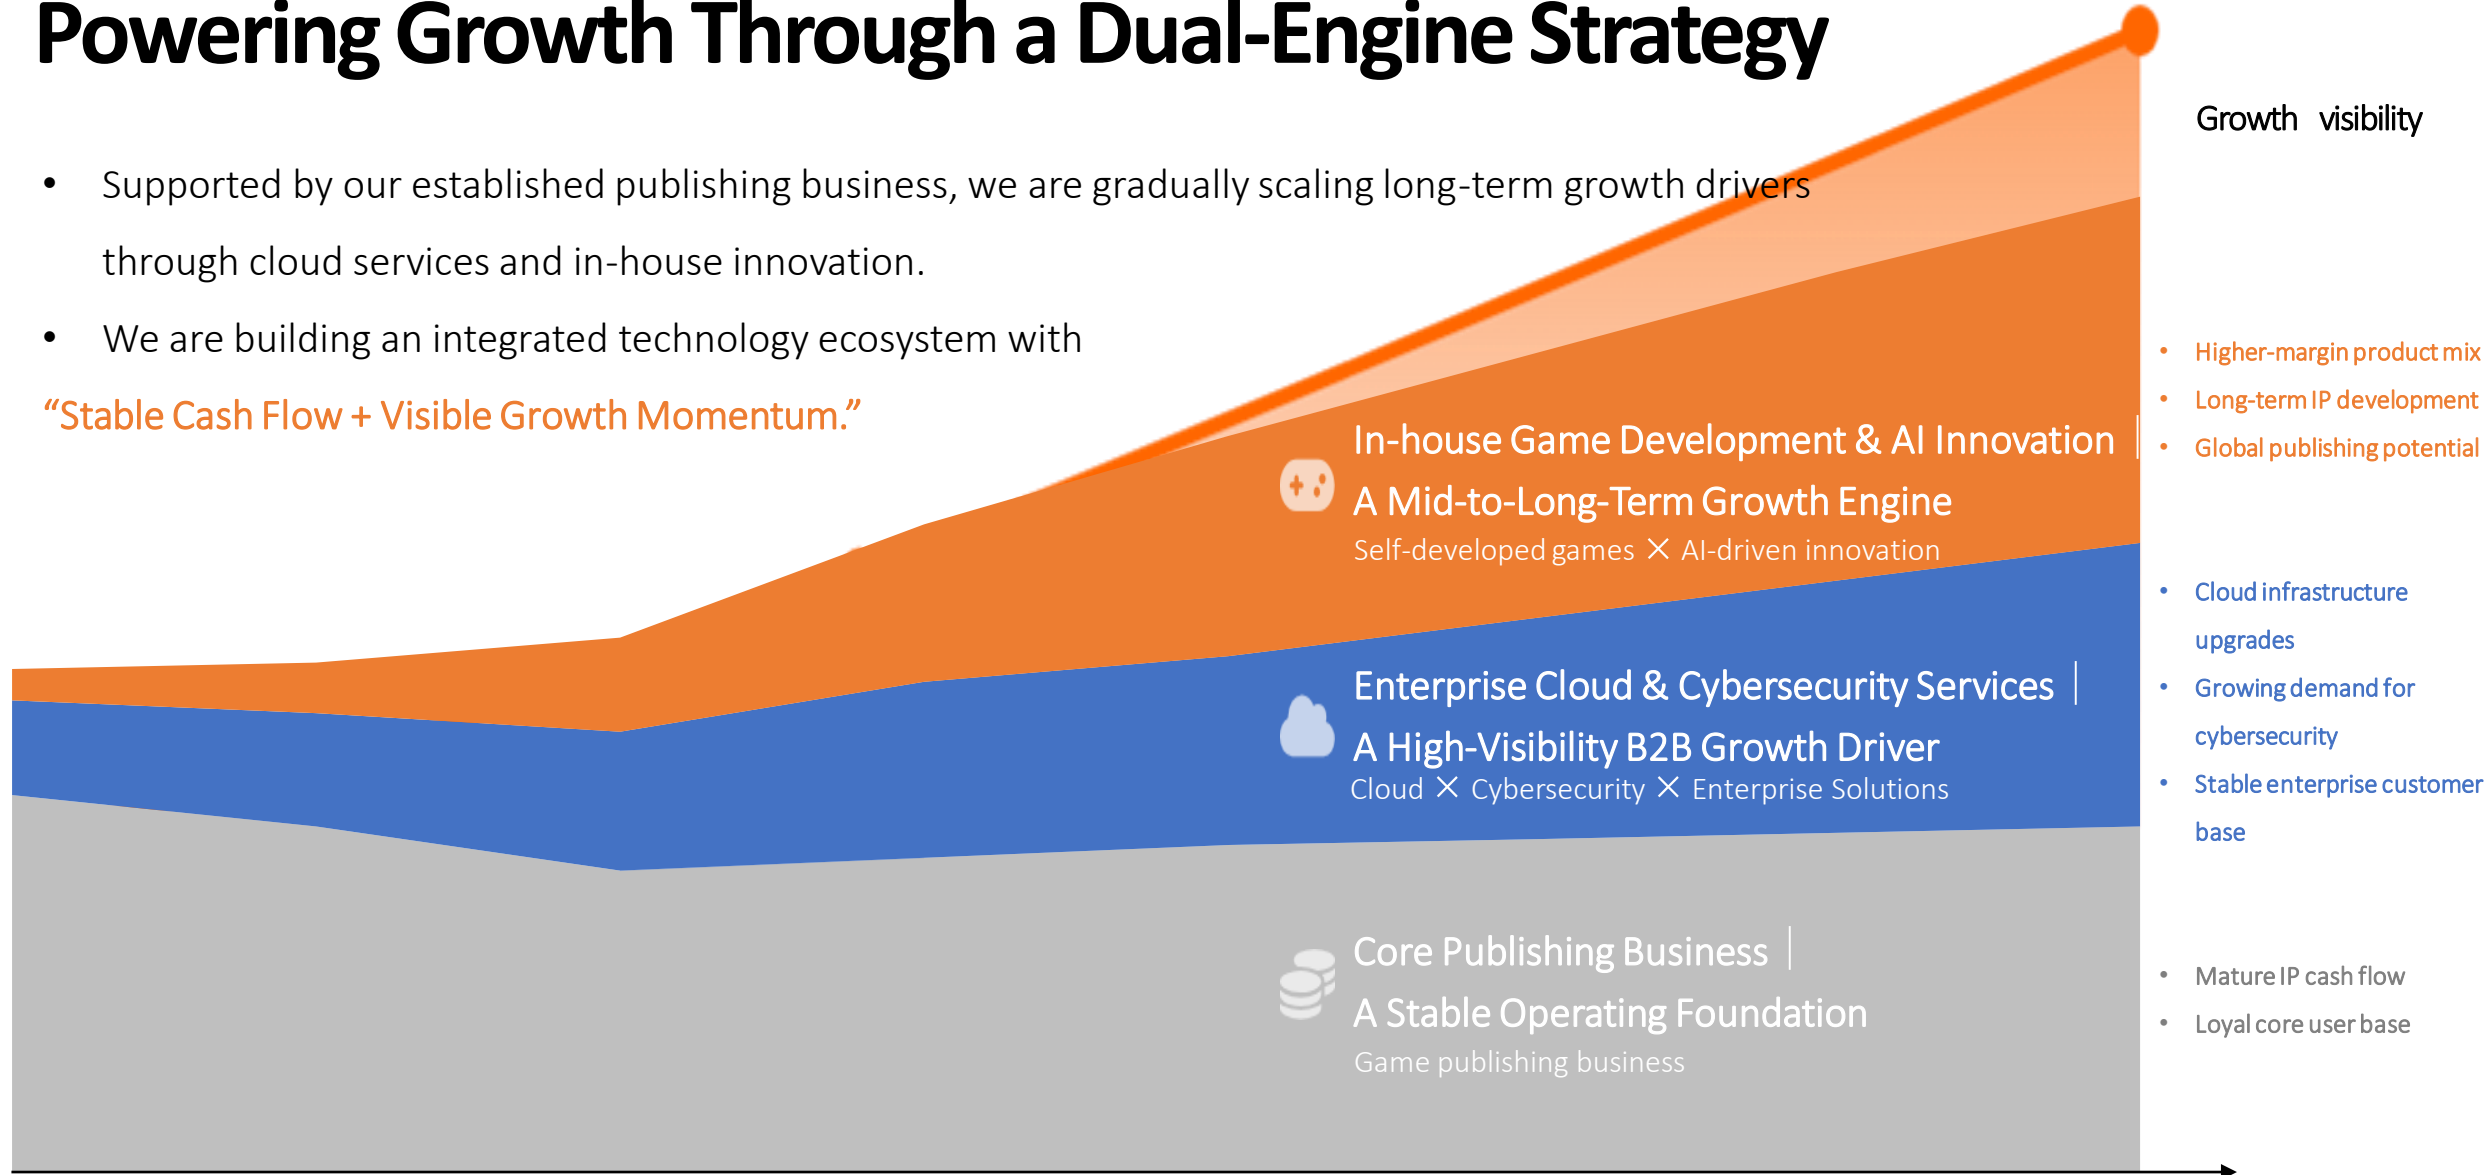 Powering Growth Through a Dual-Engine Strategy
• Supported by our established publishing business, we are gradually scaling long-term growth drivers
through cloud services and in-house innovation.
• We are building an integrated technology ecosystem with
“Stable Cash Flow + Visible Growth Momentum.”
Growth visibility
In-house Game Development & AI Innovation｜
A Mid-to-Long-Term Growth Engine
Self-developed games × AI-driven innovation
• Higher-margin product mix
• Long-term IP development
• Global publishing potential
Enterprise Cloud & Cybersecurity Services｜
A High-Visibility B2B Growth Driver
Cloud × Cybersecurity × Enterprise Solutions
• Cloud infrastructure
upgrades
• Growing demand for
cybersecurity
• Stable enterprise customer
base
Core Publishing Business｜
A Stable Operating Foundation
Game publishing business
• Mature IP cash flow
• Loyal core user base